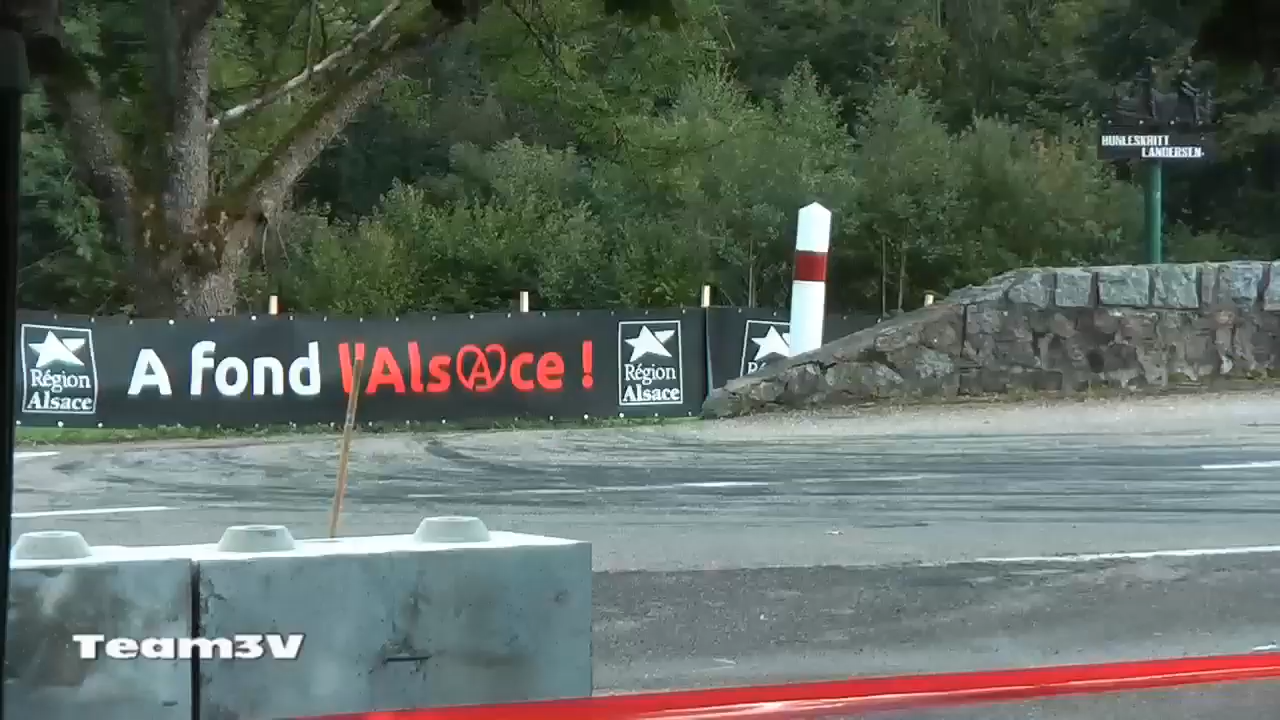 HUNLESKRITT
LANDERSEN
A fond l'Alsace !
Région
Alsace
Région
Alsace
Team3V